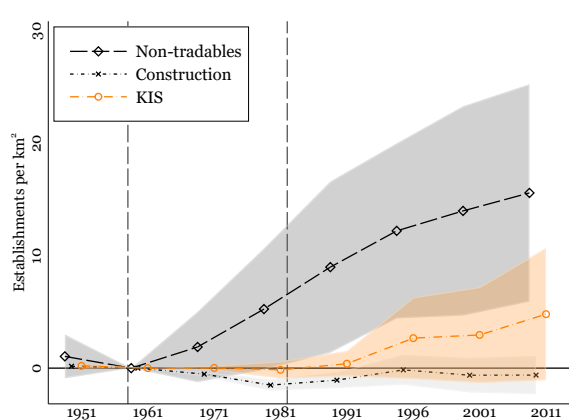 30
20
10
0
Establishments per km²
Non-tradables
Construction
KIS
1951 1961 1971 1981 1991 1996 2001 2011